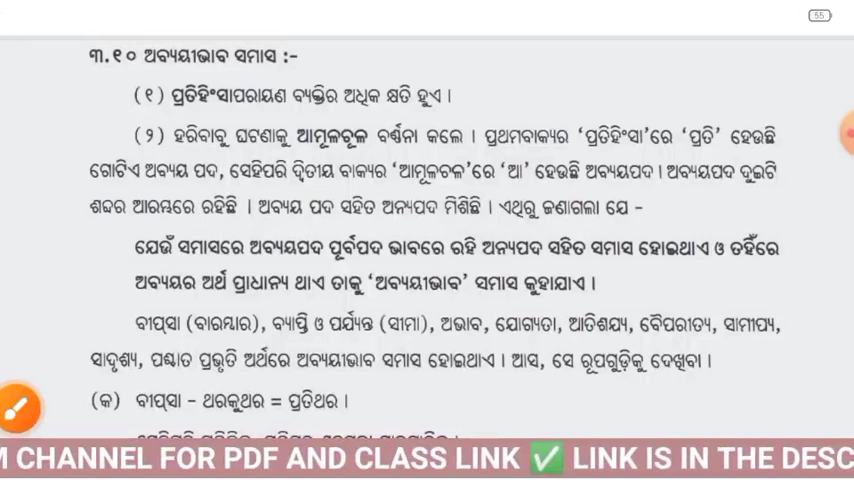 55
୩.୧୦ ଅବ୍ୟୟୀଭାବ ସମାସ :-
(୧) ପ୍ରତିହିଂସାପରାୟଣ ବ୍ୟକ୍ତିର ଅଧିକ କ୍ଷତି ହୁଏ ।
(୨) ହରିବାବୁ ଘଟଣାକୁ ଆମୂଳଚୂଳ ବର୍ଣ୍ଣନା କଲେ । ପ୍ରଥମବାକ୍ୟର ‘ପ୍ରତିହିଂସା’ରେ ‘ପ୍ରତି’ ହେଉଛି
ଗୋଟିଏ ଅବ୍ୟୟ ପଦ, ସେହିପରି ଦ୍ୱିତୀୟ ବାକ୍ୟର ‘ଆମୂଳଚଳ’ରେ ‘ଆ’ ହେଉଛି ଅବ୍ୟୟପଦ । ଅବ୍ୟୟପଦ ଦୁଇଟି
ଶବ୍ଦର ଆରମ୍ଭରେ ରହିଛି । ଅବ୍ୟୟ ପଦ ସହିତ ଅନ୍ୟପଦ ମିଶିଛି । ଏଥିରୁ ଜଣାଗଲା ଯେ –
ଯେଉଁ ସମାସରେ ଅବ୍ୟୟପଦ ପୂର୍ବପଦ ଭାବରେ ରହି ଅନ୍ୟପଦ ସହିତ ସମାସ ହୋଇଥାଏ ଓ ତହିଁରେ
ଅବ୍ୟୟର ଅର୍ଥ ପ୍ରାଧାନ୍ୟ ଥାଏ ତାକୁ ‘ଅବ୍ୟୟୀଭାବ’ ସମାସ କୁହାଯାଏ ।
ବୀପ୍‌ସା (ବାରମ୍ୱାର), ବ୍ୟାପ୍ତି ଓ ପର୍ଯ୍ୟନ୍ତ (ସୀମା), ଅଭାବ, ଯୋଗ୍ୟତା, ଆତିଶଯ୍ୟ, ବୈପରୀତ୍ୟ, ସାମୀପ୍ୟ,
ସାଦୃଶ୍ୟ, ପଶ୍ଚାତ ପ୍ରଭୃତି ଅର୍ଥରେ ଅବ୍ୟୟୀଭାବ ସମାସ ହୋଇଥାଏ । ଆସ, ସେ ରୂପଗୁଡ଼ିକୁ ଦେଖିବା ।
(କ) ବୀପ୍‌ସା – ଥରକୁଥର = ପ୍ରତିଥର ।
M CHANNEL FOR PDF AND CLASS LINK ✅ LINK IS IN THE DESC